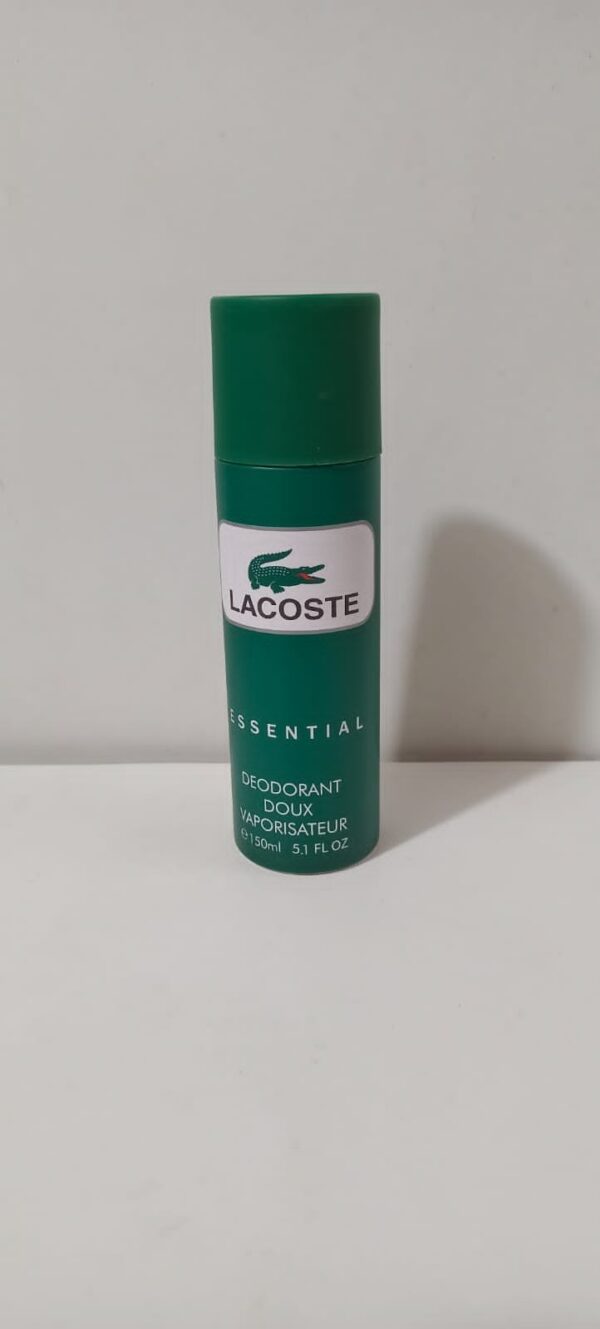 LACOSTE
ESSENTIAL
DEODORANT
DOUX
VAPORISATEUR
℮150ml 5.1 FL OZ